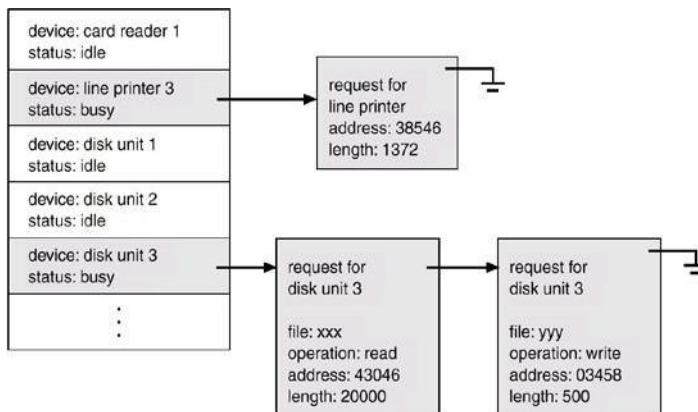 device: card reader 1
status: idle
device: line printer 3
status: busy
device: disk unit 1
status: idle
device: disk unit 2
status: idle
device: disk unit 3
status: busy
request for
line printer
address: 38546
length: 1372
request for
disk unit 3
file: xxx
operation: read
address: 43046
length: 20000
request for
disk unit 3
file: yyy
operation: write
address: 03458
length: 500